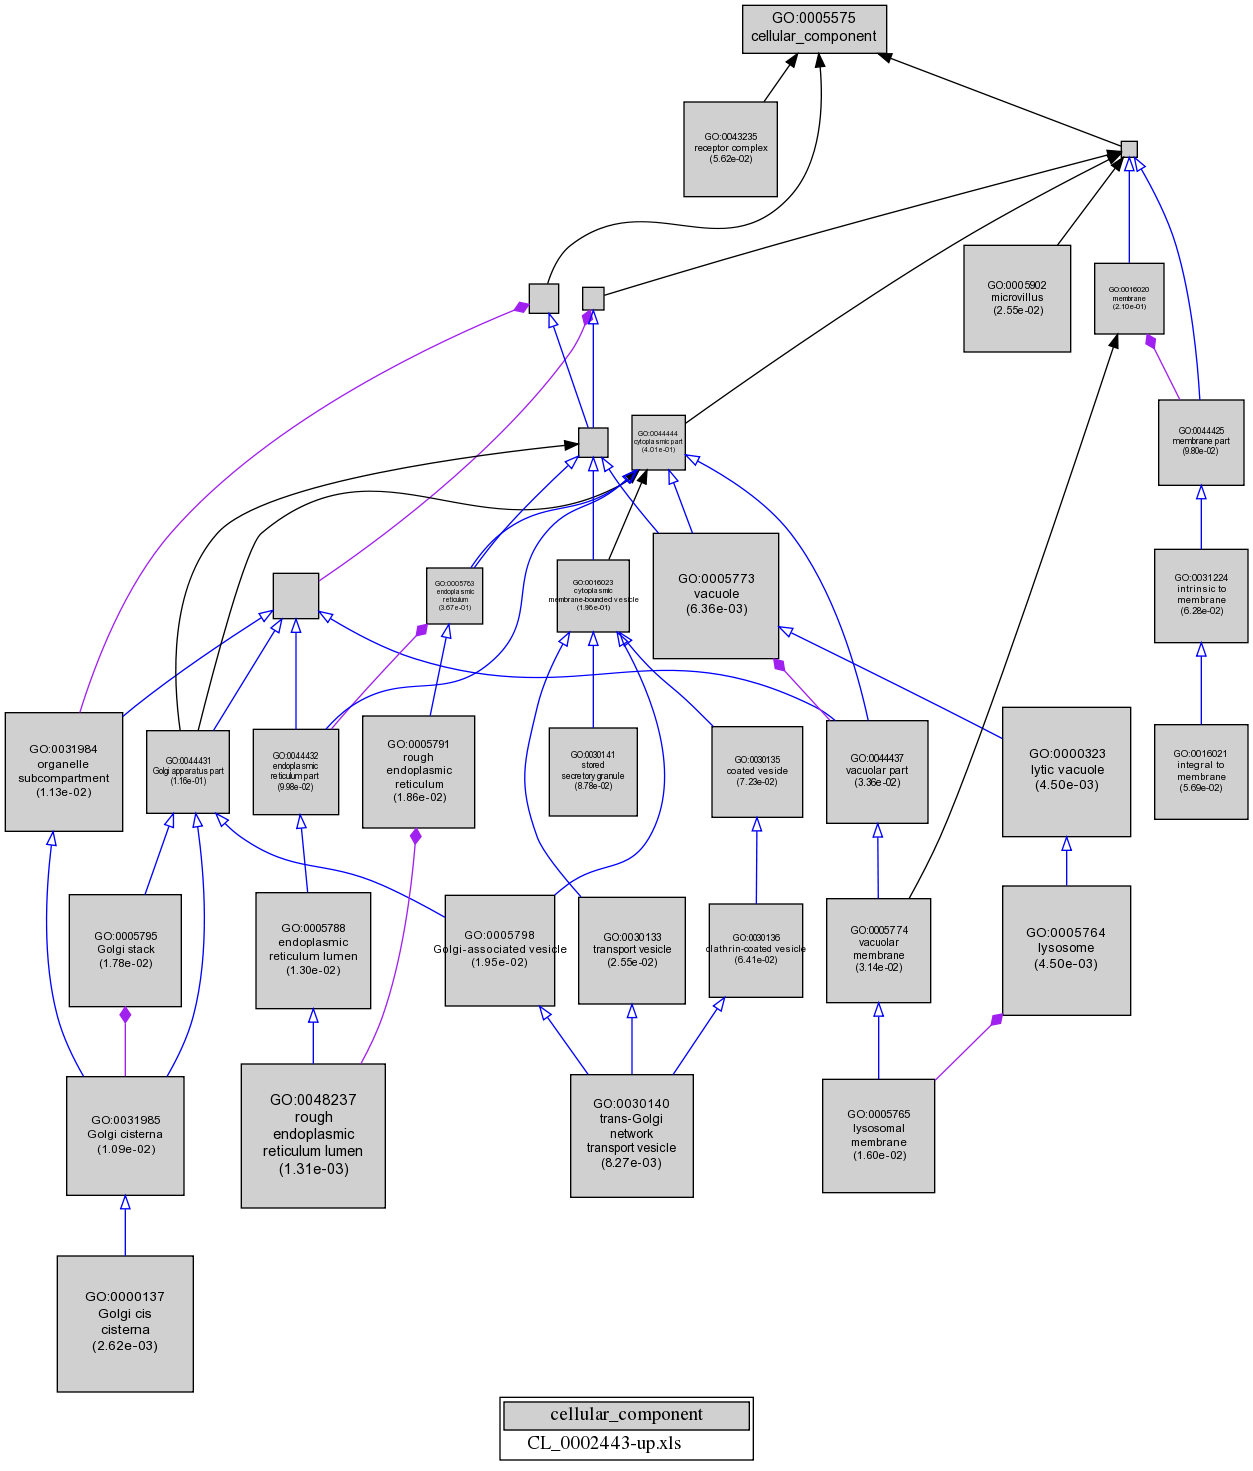 GO:0005575
cellular_component
GO:0043235
receptor complex
(5.62e-02)
GO:0005902
microvillus
(2.55e-02)
GO:0016020
membrane
(2.10e-01)
GO:0044444
cytoplasmic part
(4.01e-01)
GO:0044425
membrane part
(9.80e-02)
GO:0005783
endoplasmic
reticulum
(3.67e-01)
GO:0016023
cytoplasmic
membrane-bounded vesicle
(1.96e-01)
GO:0005773
vacuole
(6.36e-03)
GO:0031224
intrinsic to
membrane
(6.28e-02)
GO:0031984
organelle
subcompartment
(1.13e-02)
GO:0044431
Golgi apparatus part
(1.16e-01)
GO:0044432
endoplasmic
reticulum part
(9.98e-02)
GO:0005791
rough
endoplasmic
reticulum
(1.86e-02)
GO:0030141
stored
secretory granule
(8.78e-02)
GO:0030135
coated vesicle
(7.23e-02)
GO:0044437
vacuolar part
(3.36e-02)
GO:0000323
lytic vacuole
(4.50e-03)
GO:0016021
integral to
membrane
(5.69e-02)
GO:0005795
Golgi stack
(1.78e-02)
GO:0005788
endoplasmic
reticulum lumen
(1.30e-02)
GO:0005798
Golgi-associated vesicle
(1.95e-02)
GO:0030133
transport vesicle
(2.55e-02)
GO:0030136
clathrin-coated vesicle
(6.41e-02)
GO:0005774
vacuolar
membrane
(3.14e-02)
GO:0005764
lysosome
(4.50e-03)
GO:0031985
Golgi cisterna
(1.09e-02)
GO:0048237
rough
endoplasmic
reticulum lumen
(1.31e-03)
GO:0030140
trans-Golgi
network
transport vesicle
(8.27e-03)
GO:0005765
lysosomal
membrane
(1.60e-02)
GO:0000137
Golgi cis
cisterna
(2.62e-03)
cellular_component
CL_0002443-up.xls